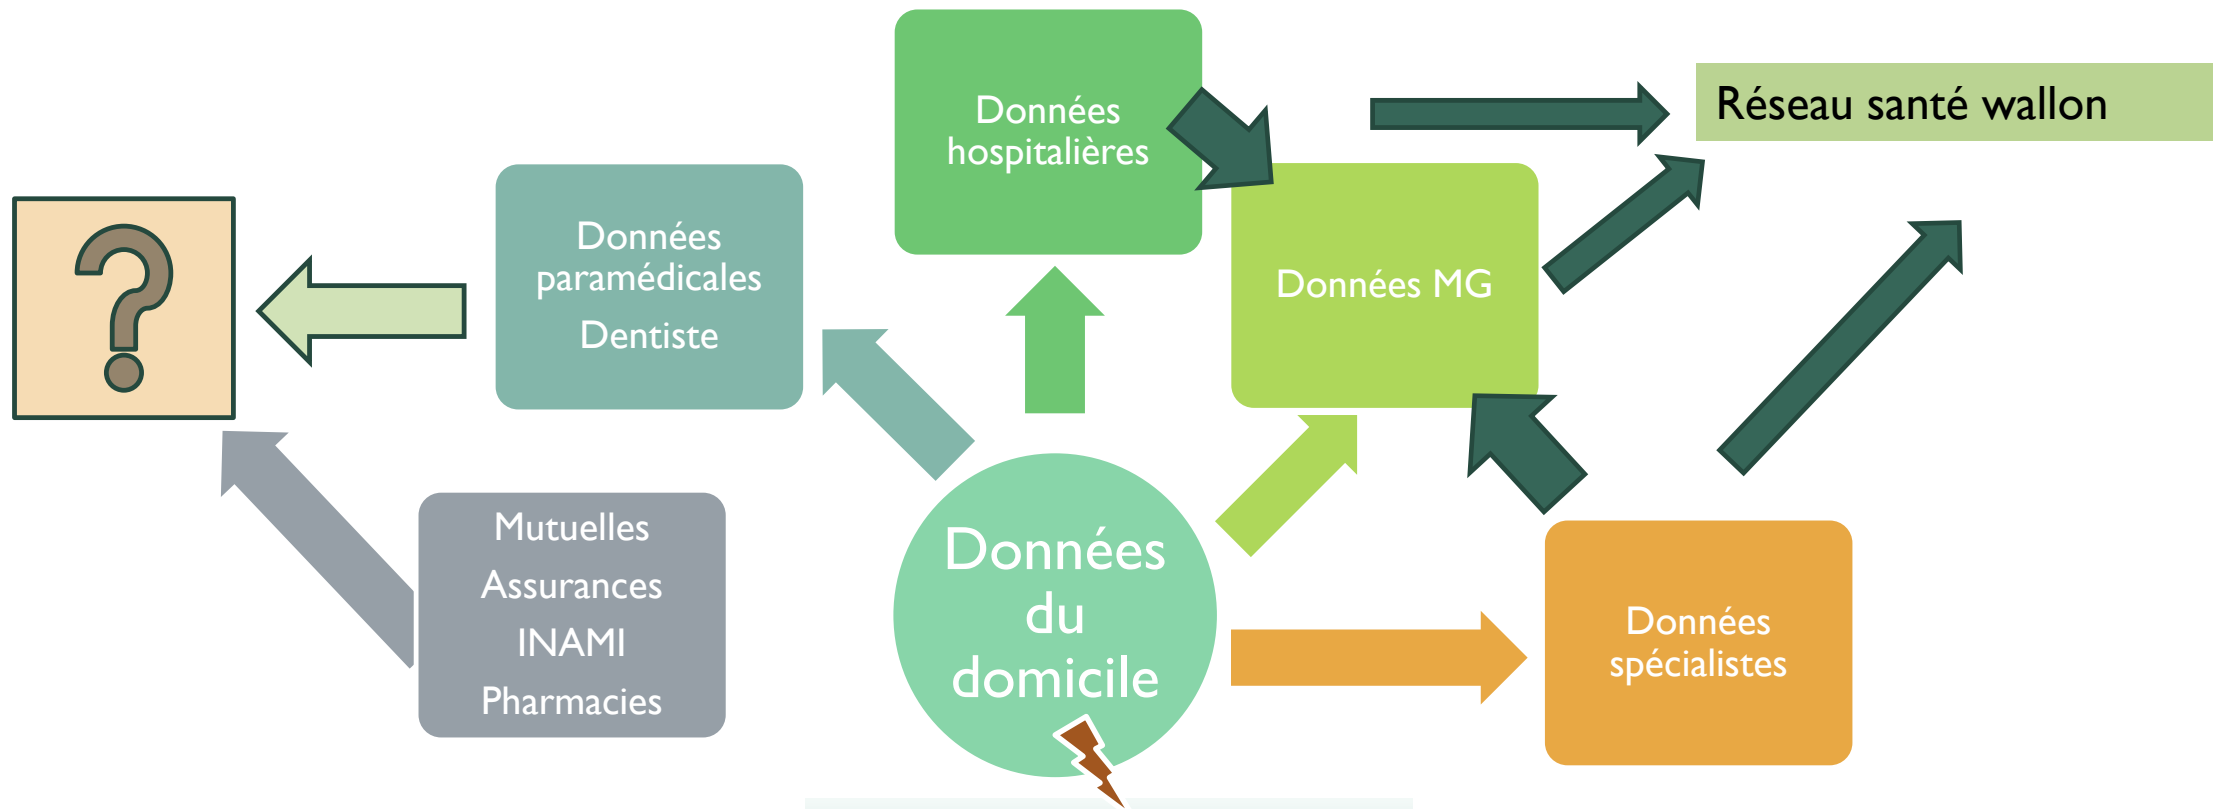 Données
hospitalières
Réseau santé wallon
Données
paramédicales
Dentiste
Données MG
Mutuelles
Assurances
INAMI
Pharmacies
Données
du
domicile
Données
spécialistes
?